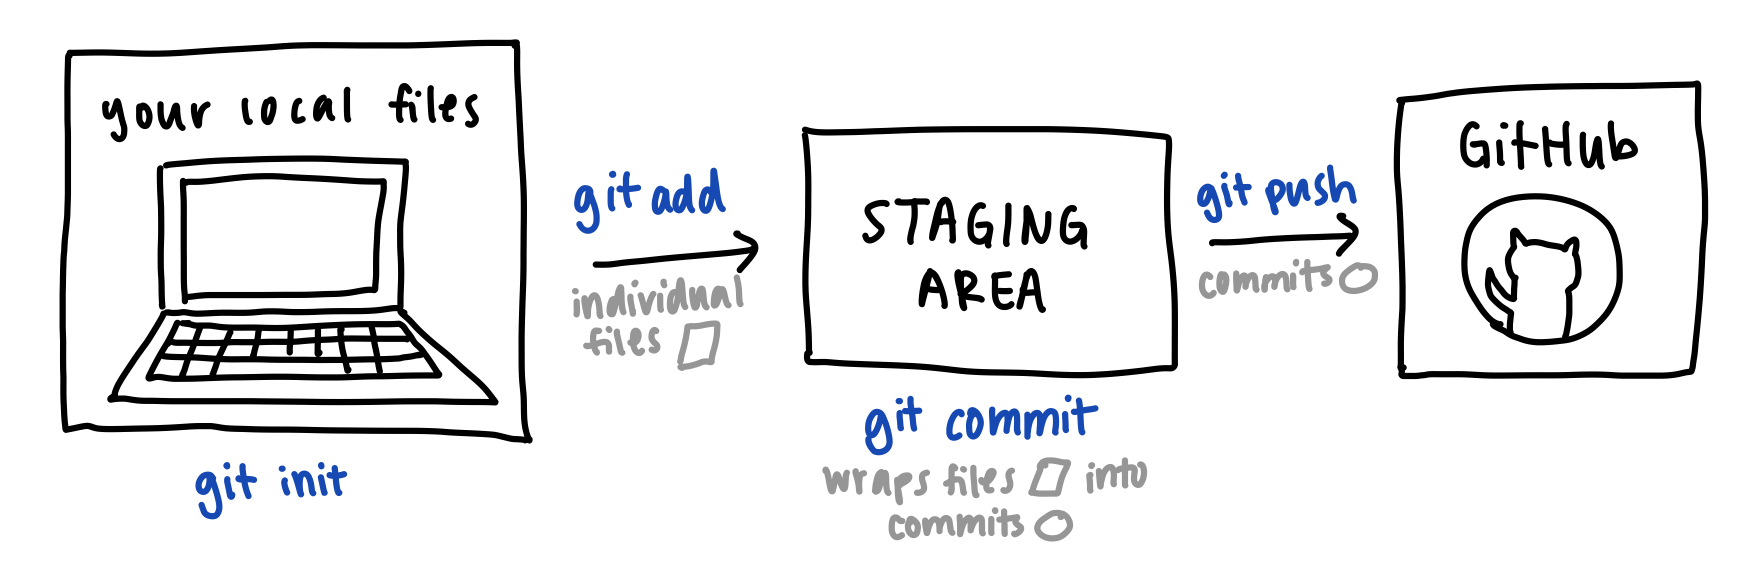 your local files
git init
git add
individual
files
STAGING
AREA
git commit
wraps files into
commits
git push
commits
GitHub